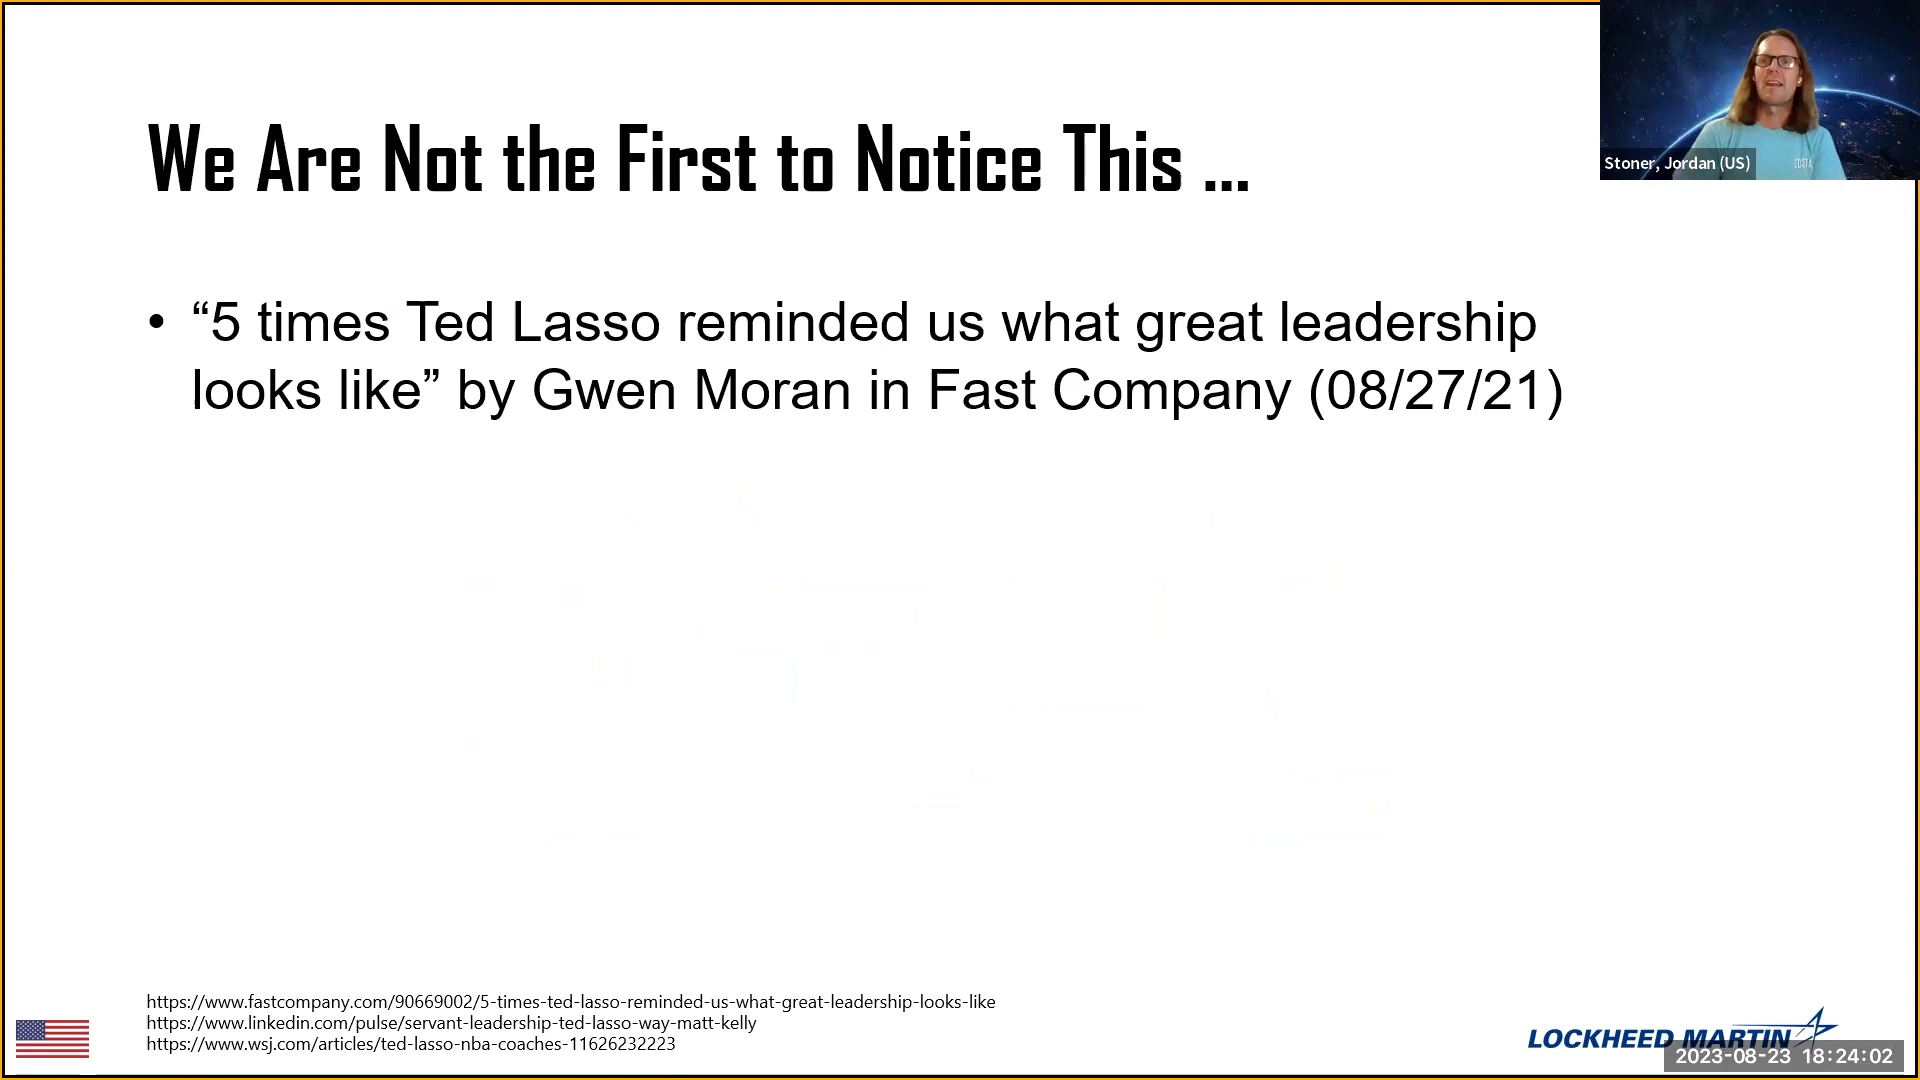 We Are Not the First to Notice This ...
Stoner, Jordan (US)
COSTA
• “5 times Ted Lasso reminded us what great leadership
looks like” by Gwen Moran in Fast Company (08/27/21)
https://www.fastcompany.com/90669002/5-times-ted-lasso-reminded-us-what-great-leadership-looks-like
https://www.linkedin.com/pulse/servant-leadership-ted-lasso-way-matt-kelly
https://www.wsj.com/articles/ted-lasso-nba-coaches-11626232223
LOCKHEED MARTIN
2023-08-23 18:24:02